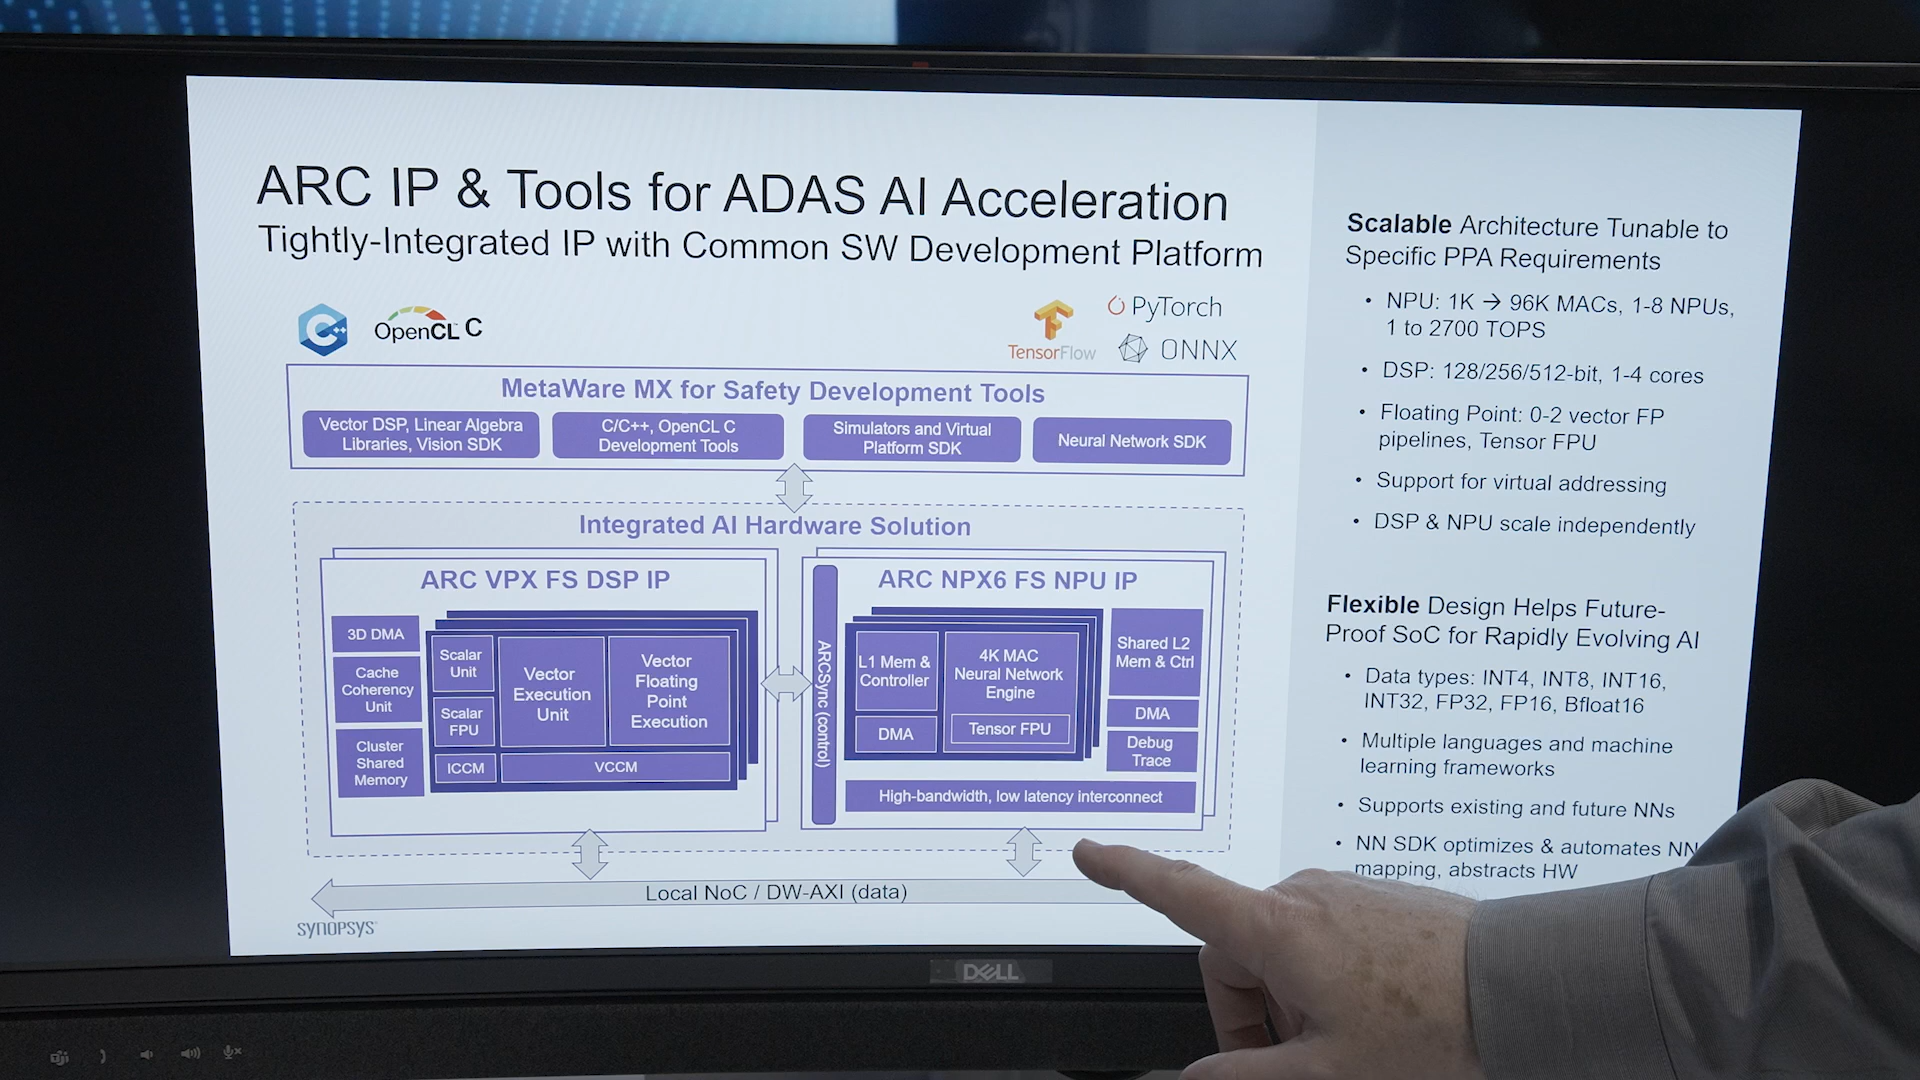 ARC IP & Tools for ADAS AI Acceleration
Tightly-Integrated IP with Common SW Development Platform
C++
OpenCL C
TensorFlow
PyTorch
ONNX
MetaWare MX for Safety Development Tools
Vector DSP, Linear Algebra
Libraries, Vision SDK
C/C++, OpenCL C
Development Tools
Simulators and Virtual
Platform SDK
Neural Network SDK
Integrated AI Hardware Solution
ARC VPX FS DSP IP
3D DMA
Cache
Coherency
Unit
Cluster
Shared
Memory
Scalar
Unit
Scalar
FPU
Vector
Execution
Unit
Vector
Floating
Point
Execution
ICCM
VCCM
ARCSync (control)
ARC NPX6 FS NPU IP
L1 Mem &
Controller
DMA
4K MAC
Neural Network
Engine
Tensor FPU
Shared L2
Mem & Ctrl
DMA
Debug
Trace
High-bandwidth, low latency interconnect
Local NoC / DW-AXI (data)
SYNOPSYS
Scalable Architecture Tunable to
Specific PPA Requirements
• NPU: 1K → 96K MACs, 1-8 NPUs,
1 to 2700 TOPS
• DSP: 128/256/512-bit, 1-4 cores
• Floating Point: 0-2 vector FP
pipelines, Tensor FPU
• Support for virtual addressing
• DSP & NPU scale independently
Flexible Design Helps Future-
Proof SoC for Rapidly Evolving AI
• Data types: INT4, INT8, INT16,
INT32, FP32, FP16, Bfloat16
• Multiple languages and machine
learning frameworks
• Supports existing and future NNs
• NN SDK optimizes & automates NN
mapping, abstracts HW
DELL